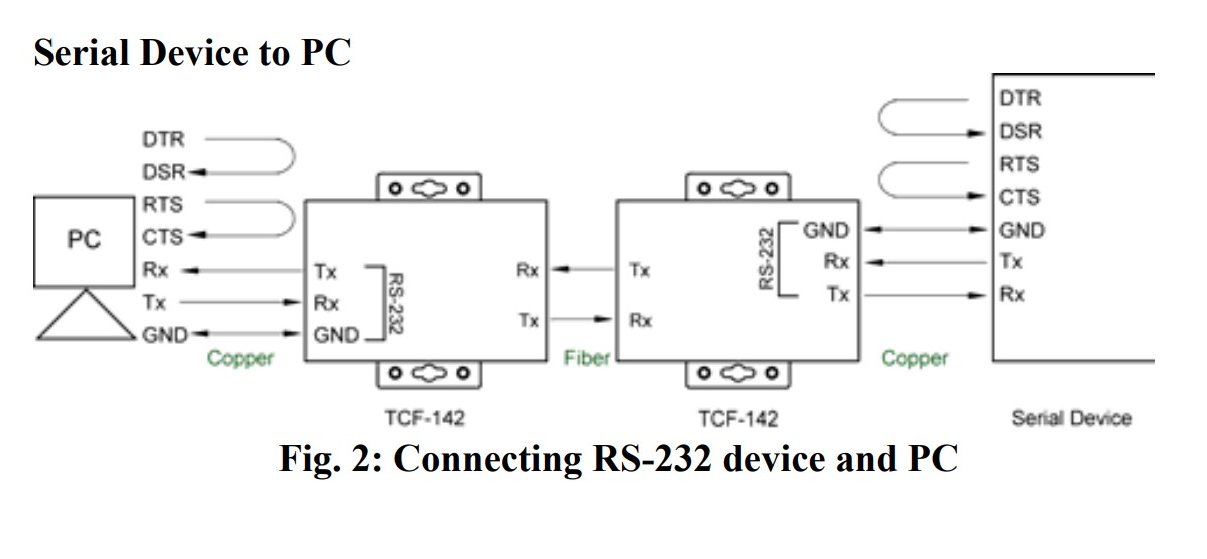 Serial Device to PC
DTR
DSR
RTS
CTS
Rx
Tx
GND
PC
Copper
Tx
Rx
GND
RS-232
Rx
Tx
TCF-142
Fiber
Tx
Rx
RS-232
GND
Rx
Tx
TCF-142
Copper
DTR
DSR
RTS
CTS
GND
Tx
Rx
Serial Device
Fig. 2: Connecting RS-232 device and PC